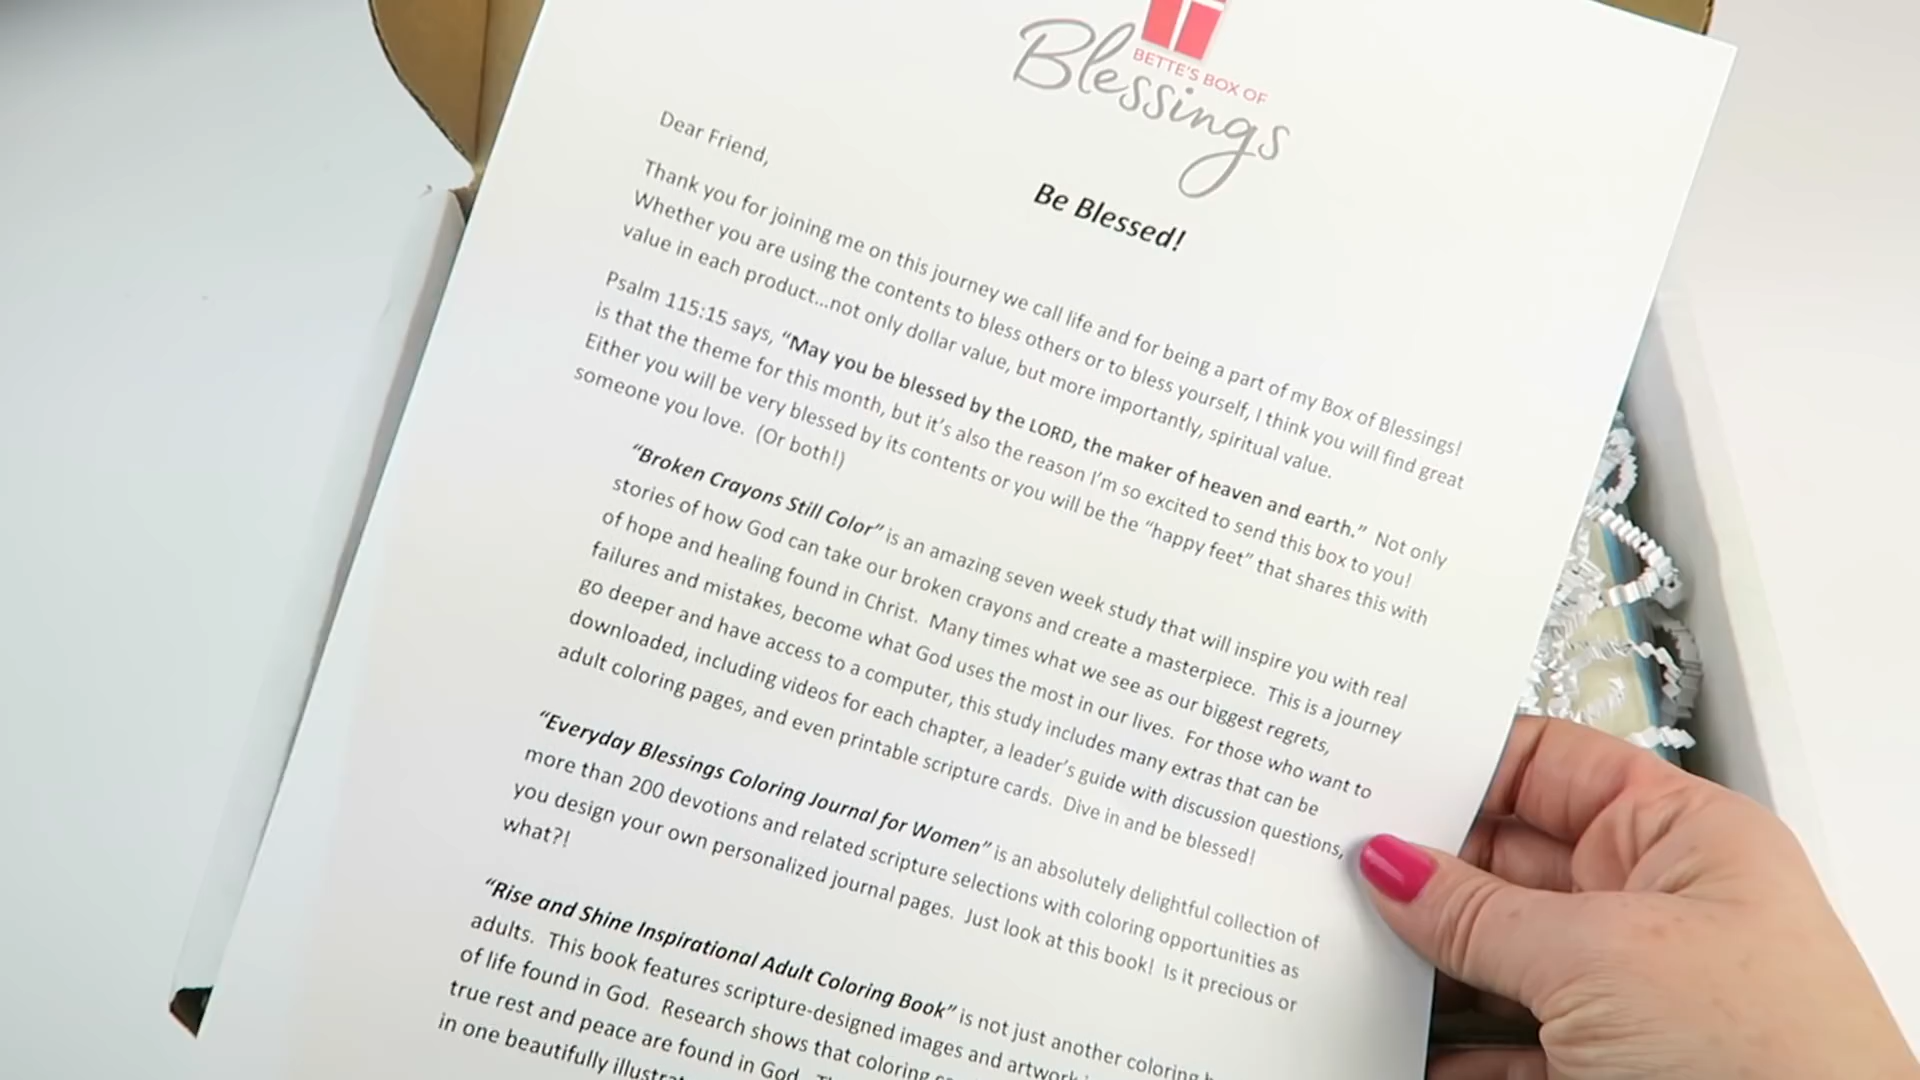 BETTE'S BOX OF
Blessings
Be Blessed!
Dear Friend,
Thank you for joining me on this journey we call life and for being a part of my Box of Blessings!
Whether you are using the contents to bless others or to bless yourself, I think you will find great
value in each product...not only dollar value, but more importantly, spiritual value.
Psalm 115:15 says, “May you be blessed by the LORD, the maker of heaven and earth.” Not only
is that the theme for this month, but it’s also the reason I’m so excited to send this box to you!
Either you will be very blessed by its contents or you will be the “happy feet” that shares this with
someone you love. (Or both!)
“Broken Crayons Still Color” is an amazing seven week study that will inspire you with real
stories of how God can take our broken crayons and create a masterpiece. This is a journey
of hope and healing found in Christ. Many times what we see as our biggest regrets,
failures and mistakes, become what God uses the most in our lives. For those who want to
go deeper and have access to a computer, this study includes many extras that can be
downloaded, including videos for each chapter, a leader’s guide with discussion questions,
adult coloring pages, and even printable scripture cards. Dive in and be blessed!
“Everyday Blessings Coloring Journal for Women” is an absolutely delightful collection of
more than 200 devotions and related scripture selections with coloring opportunities as
you design your own personalized journal pages. Just look at this book! Is it precious or
what?!
“Rise and Shine Inspirational Adult Coloring Book” is not just another coloring
adults. This book features scripture-designed images and artwork
of life found in God. Research shows that coloring
true rest and peace are found in God.
in one beautifully